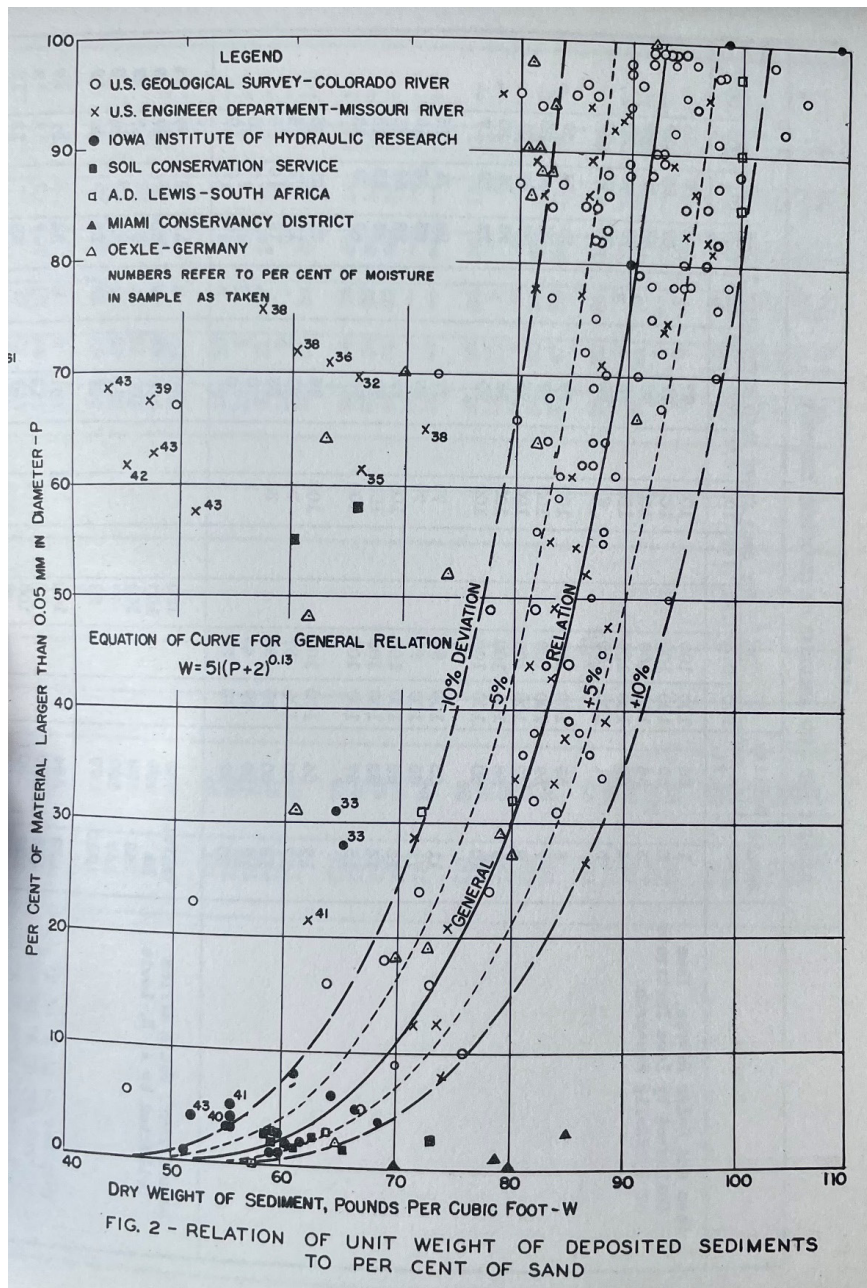 100
90
80
70
60
50
40
30
20
10
0
PER CENT OF MATERIAL LARGER THAN 0.05 MM IN DIAMETER-P
LEGEND
○ U.S. GEOLOGICAL SURVEY-COLORADO RIVER
× U.S. ENGINEER DEPARTMENT-MISSOURI RIVER
● IOWA INSTITUTE OF HYDRAULIC RESEARCH
■ SOIL CONSERVATION SERVICE
□ A.D. LEWIS-SOUTH AFRICA
▲ MIAMI CONSERVANCY DISTRICT
△ OEXLE-GERMANY
NUMBERS REFER TO PER CENT OF MOISTURE
IN SAMPLE AS TAKEN
38
38
36
43
39
32
38
43
42
35
43
EQUATION OF CURVE FOR GENERAL RELATION
W=51(P+2)^0.13
-10% DEVIATION
-5%
GENERAL RELATION
+5%
+10%
33
33
41
43
41
40
40 50 60 70 80 90 100 110
DRY WEIGHT OF SEDIMENT, POUNDS PER CUBIC FOOT-W
FIG. 2 - RELATION OF UNIT WEIGHT OF DEPOSITED SEDIMENTS
TO PER CENT OF SAND